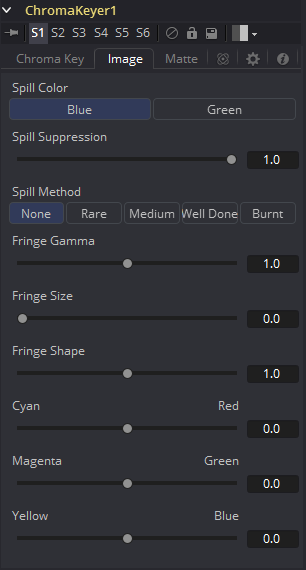 ChromaKeyer1
S1 S2 S3 S4 S5 S6
Chroma Key Image Matte
Spill Color
Blue Green
Spill Suppression
1.0
Spill Method
None Rare Medium Well Done Burnt
Fringe Gamma
1.0
Fringe Size
0.0
Fringe Shape
1.0
Cyan Red
0.0
Magenta Green
0.0
Yellow Blue
0.0